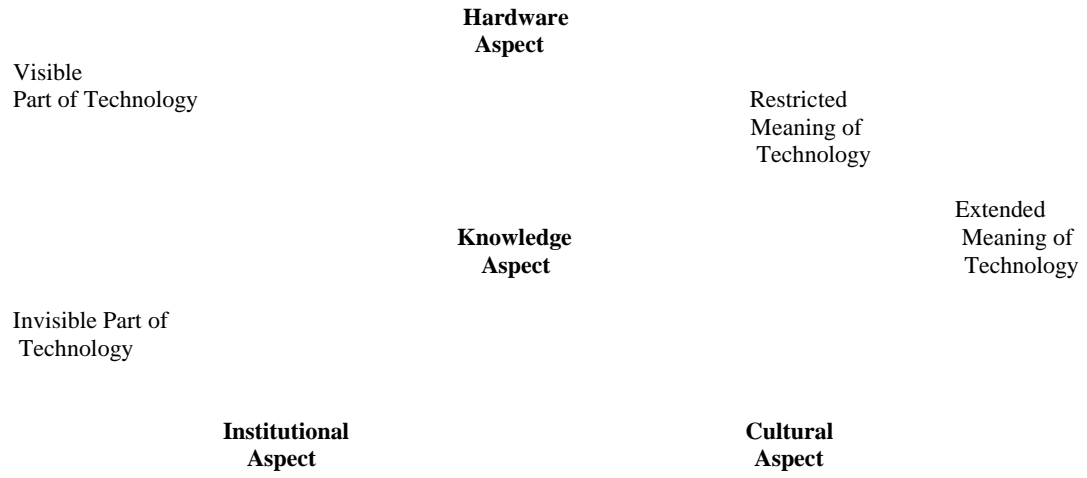 Hardware
Aspect
Visible
Part of Technology
Restricted
Meaning of
Technology
Extended
Meaning of
Technology
Knowledge
Aspect
Invisible Part of
Technology
Institutional
Aspect
Cultural
Aspect